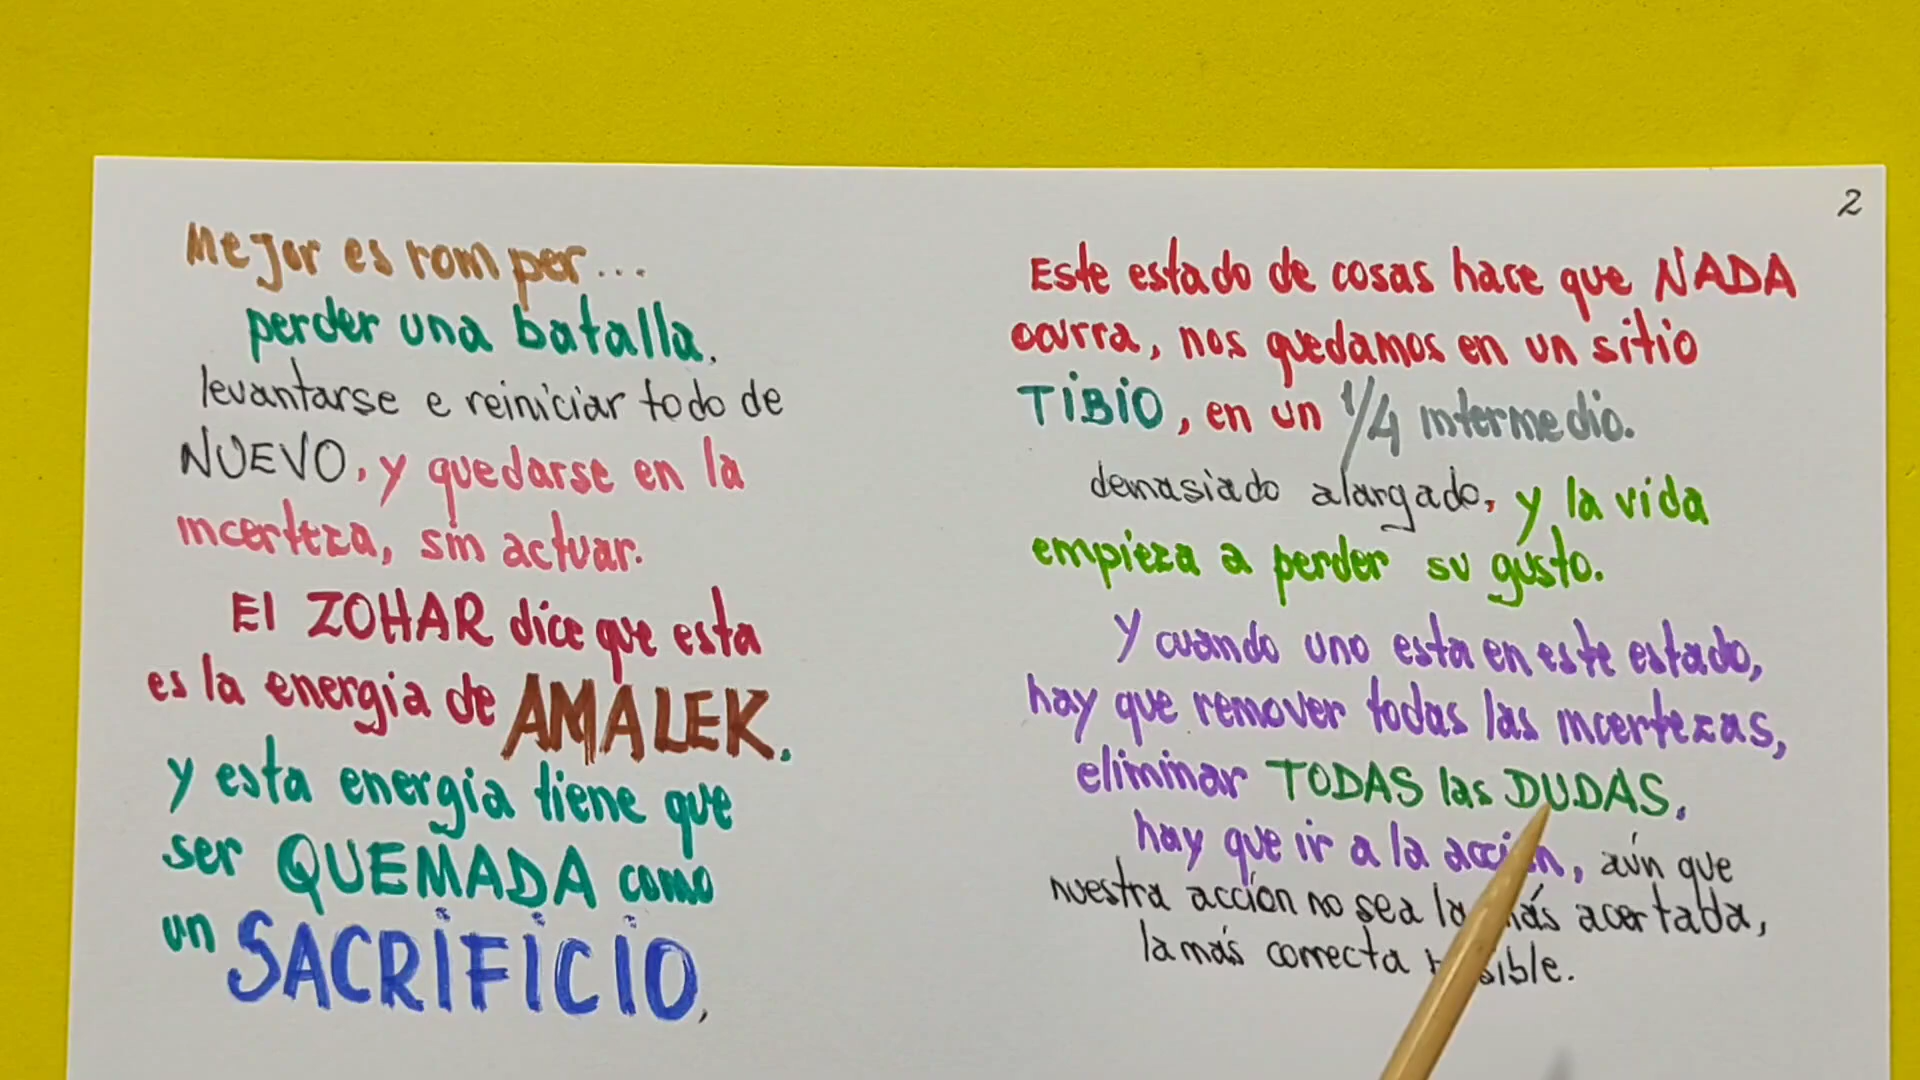 Mejor es romper...
perder una batalla.
levantarse e reiniciar todo de
NUEVO, y quedarse en la
incerteza, sin actuar.
El ZOHAR dice que esta
es la energia de AMALEK.
y esta energia tiene que
ser QUEMADA como
un SACRIFICIO.
2
Este estado de cosas hace que NADA
ocurra, nos quedamos en un sitio
TIBIO, en un 1/4 intermedio.
demasiado alargado, y la vida
empieza a perder su gusto.
Y cuando uno esta en este estado,
hay que remover todas las incertezas,
eliminar TODAS las DUDAS.
hay que ir a la acción, aún que
nuestra acción no sea la más acertada,
la más correcta